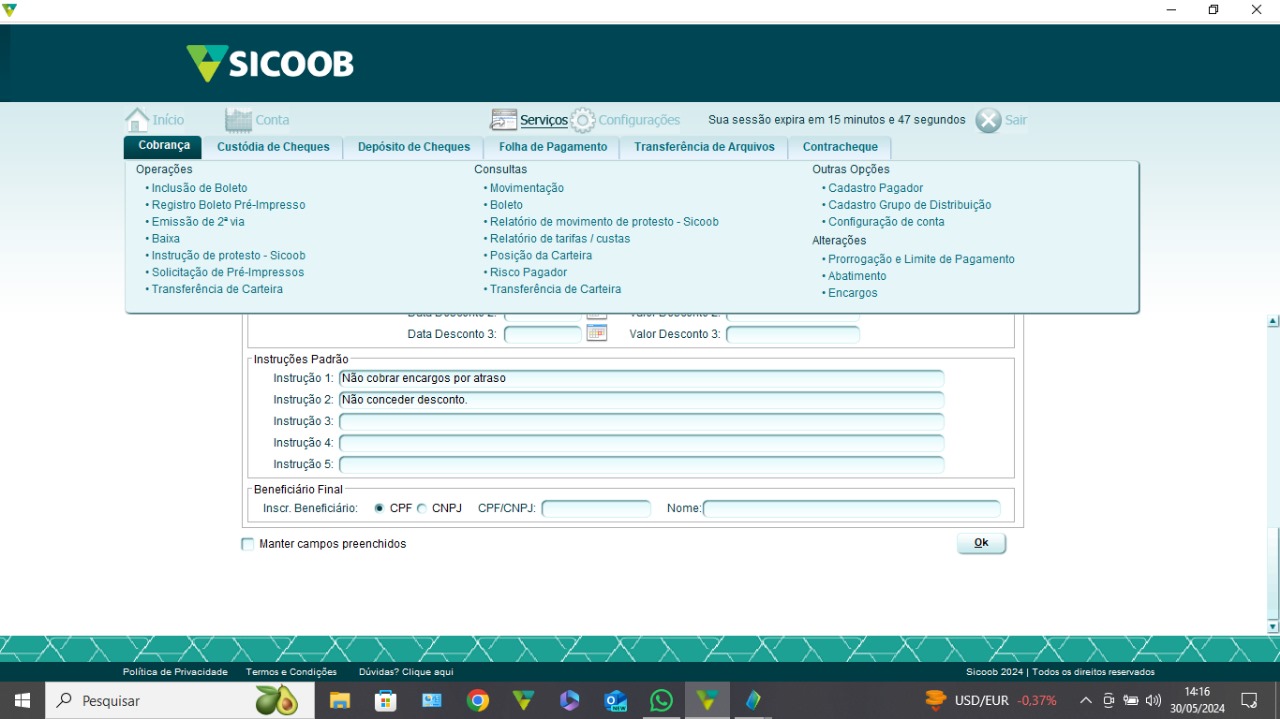 SICOOB
Início Conta Serviços Configurações Sua sessão expira em 15 minutos e 47 segundos Sair
Cobrança Custódia de Cheques Depósito de Cheques Folha de Pagamento Transferência de Arquivos Contracheque
Operações
• Inclusão de Boleto
• Registro Boleto Pré-Impresso
• Emissão de 2ª via
• Baixa
• Instrução de protesto - Sicoob
• Solicitação de Pré-Impressos
• Transferência de Carteira
Consultas
• Movimentação
• Boleto
• Relatório de movimento de protesto - Sicoob
• Relatório de tarifas / custas
• Posição da Carteira
• Risco Pagador
• Transferência de Carteira
Outras Opções
• Cadastro Pagador
• Cadastro Grupo de Distribuição
• Configuração de conta
Alterações
• Prorrogação e Limite de Pagamento
• Abatimento
• Encargos
Data Desconto 2: Valor Desconto 2:
Data Desconto 3: Valor Desconto 3:
Instruções Padrão
Instrução 1: Não cobrar encargos por atraso
Instrução 2: Não conceder desconto.
Instrução 3:
Instrução 4:
Instrução 5:
Beneficiário Final
Inscr. Beneficiário: CPF CNPJ CPF/CNPJ: Nome:
Manter campos preenchidos Ok
Política de Privacidade Termos e Condições Dúvidas? Clique aqui Sicoob 2024 | Todos os direitos reservados
Pesquisar NEW USD/EUR -0,37% 14:16
30/05/2024